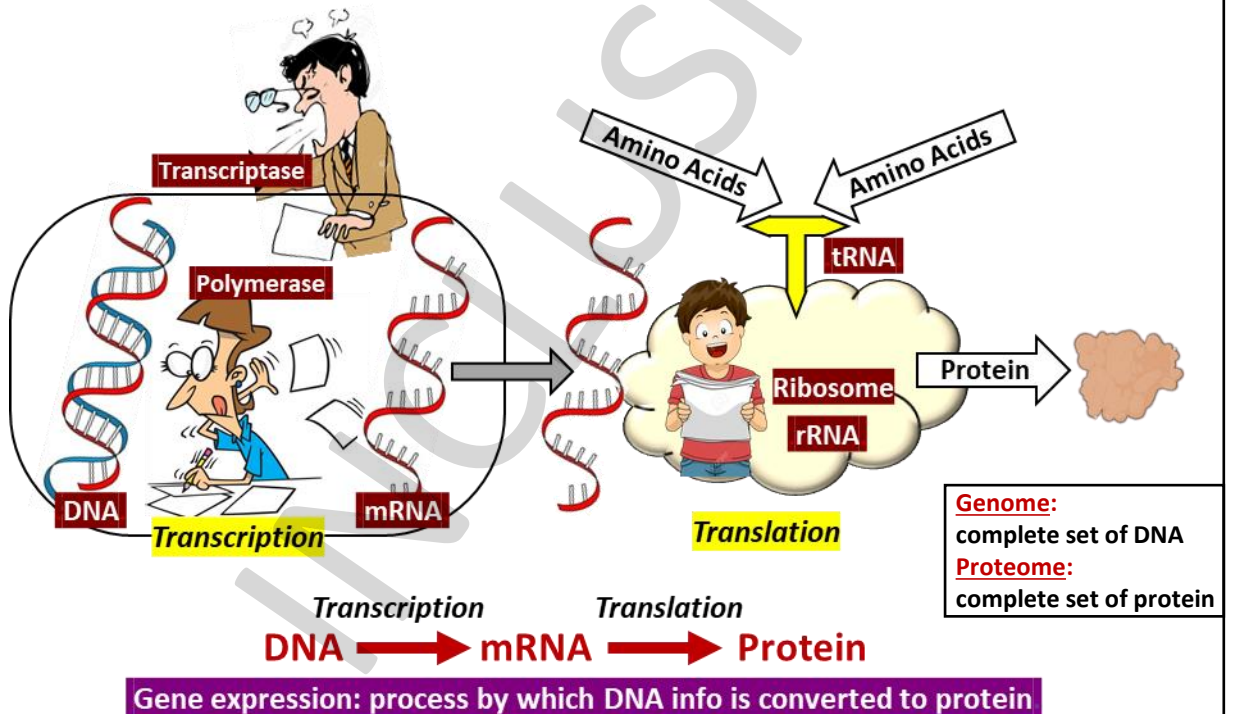 Transcriptase
Amino Acids
Amino Acids
tRNA
Polymerase
Ribosome
rRNA
Protein
DNA
mRNA
Transcription
Translation
Genome:
complete set of DNA
Proteome:
complete set of protein
Transcription Translation
DNA mRNA Protein
Gene expression: process by which DNA info is converted to protein